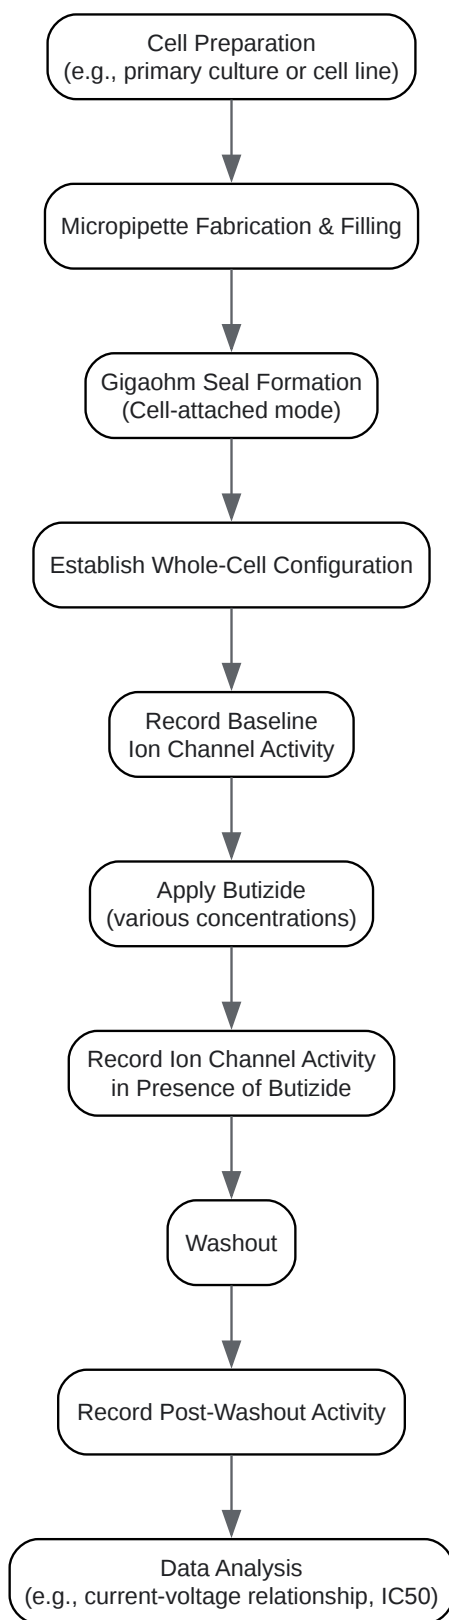 Cell Preparation
(e.g., primary culture or cell line)
Micropipette Fabrication & Filling
Gigaohm Seal Formation
(Cell-attached mode)
Establish Whole-Cell Configuration
Record Baseline
Ion Channel Activity
Apply Butizide
(various concentrations)
Record Ion Channel Activity
in Presence of Butizide
Washout
Record Post-Washout Activity
Data Analysis
(e.g., current-voltage relationship, IC50)